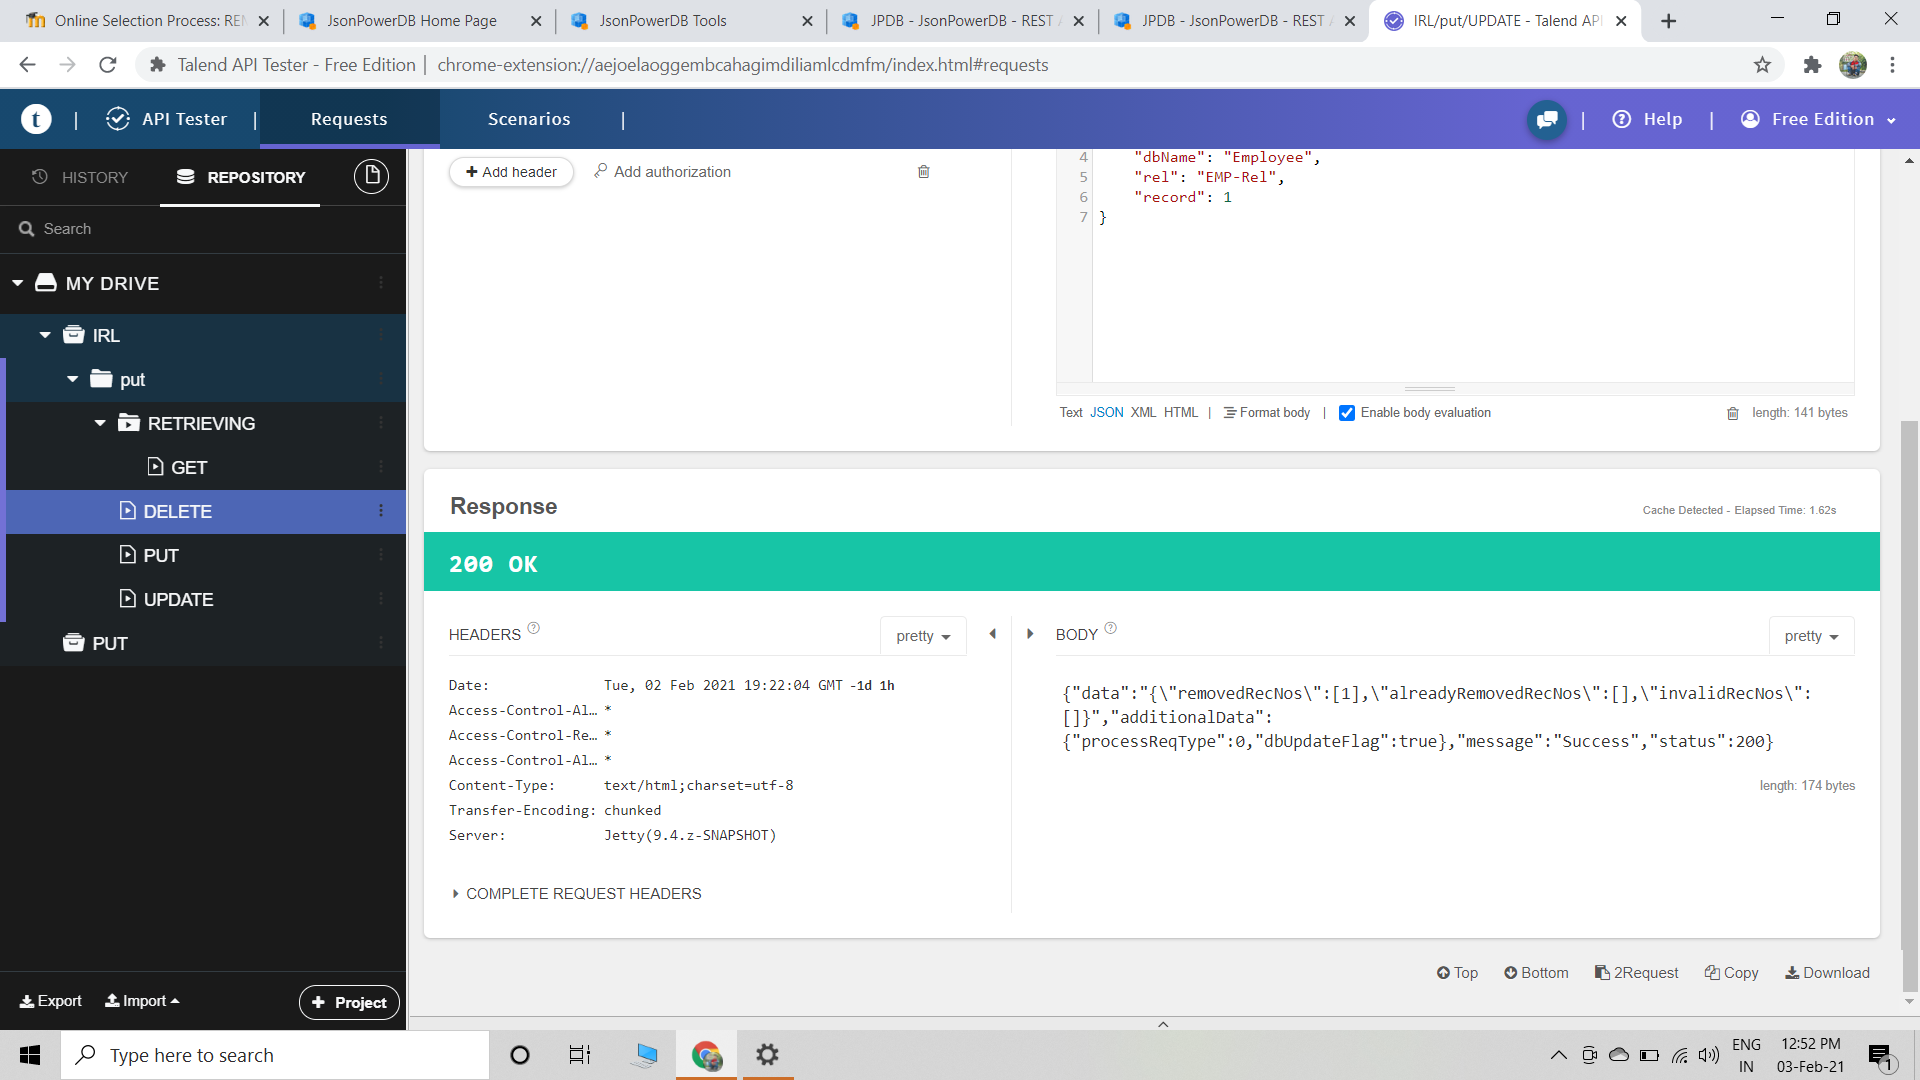 Online Selection Process: REM
JsonPowerDB Home Page
JsonPowerDB Tools
JPDB - JsonPowerDB - REST A
JPDB - JsonPowerDB - REST A
IRL/put/UPDATE - Talend API
Talend API Tester - Free Edition | chrome-extension://aejoelaoggembcahagimdiliamlcdmfm/index.html#requests
t | API Tester | Requests Scenarios | | Help | Free Edition
HISTORY REPOSITORY
Search
MY DRIVE
IRL
put
RETRIEVING
GET
DELETE
PUT
UPDATE
PUT
Export Import + Project
+ Add header Add authorization
4 "dbName": "Employee",
5 "rel": "EMP-Rel",
6 "record": 1
7 }
Text JSON XML HTML | Format body | Enable body evaluation length: 141 bytes
Response Cache Detected - Elapsed Time: 1.62s
200 OK
HEADERS ? pretty
Date: Tue, 02 Feb 2021 19:22:04 GMT -1d 1h
Access-Control-Al… *
Access-Control-Re… *
Access-Control-Al… *
Content-Type: text/html;charset=utf-8
Transfer-Encoding: chunked
Server: Jetty(9.4.z-SNAPSHOT)
COMPLETE REQUEST HEADERS
BODY ? pretty
{"data":"{\"removedRecNos\":[1],\"alreadyRemovedRecNos\":[],\"invalidRecNos\":
[]}","additionalData":
{"processReqType":0,"dbUpdateFlag":true},"message":"Success","status":200}
length: 174 bytes
Top Bottom 2Request Copy Download
Type here to search
ENG
IN
12:52 PM
03-Feb-21
1